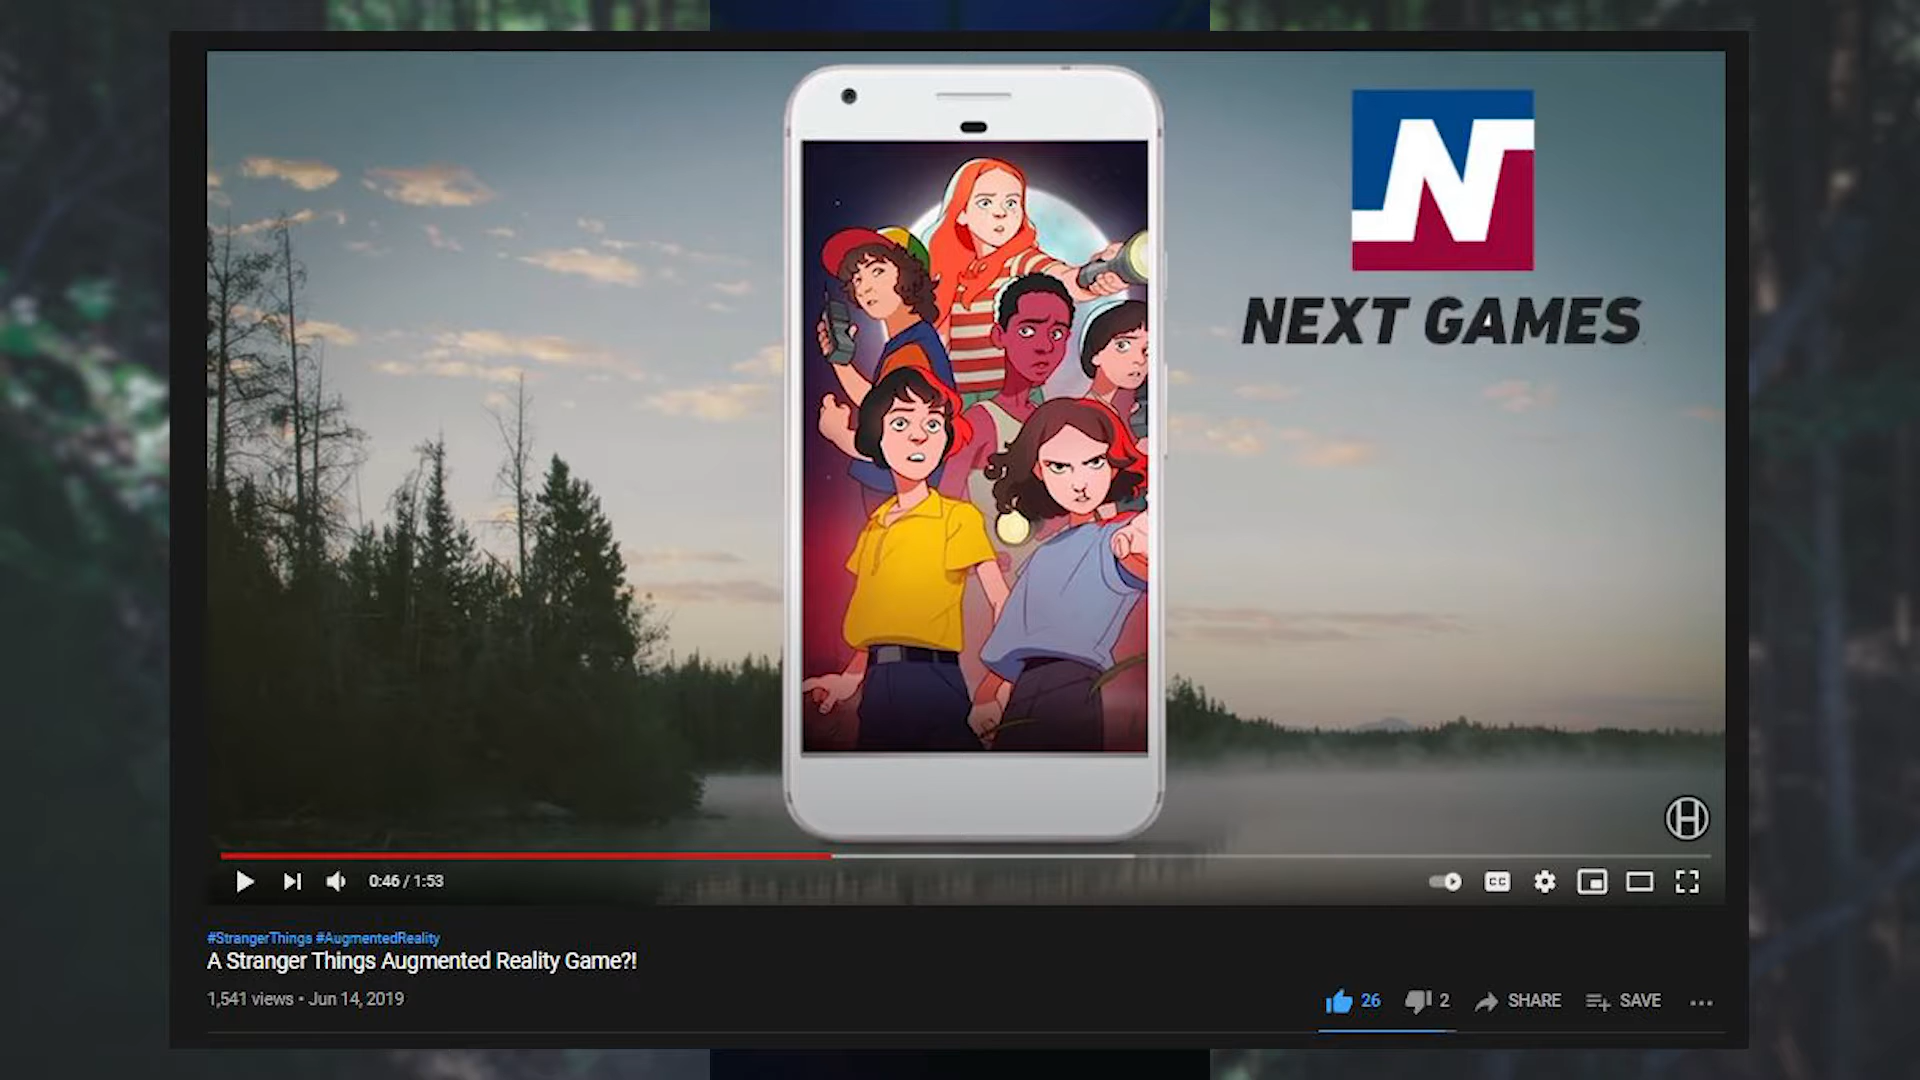 N
NEXT GAMES
H
0:46 / 1:53
CC
#StrangerThings #AugmentedReality
A Stranger Things Augmented Reality Game?!
1,541 views • Jun 14, 2019
26
2
SHARE
SAVE